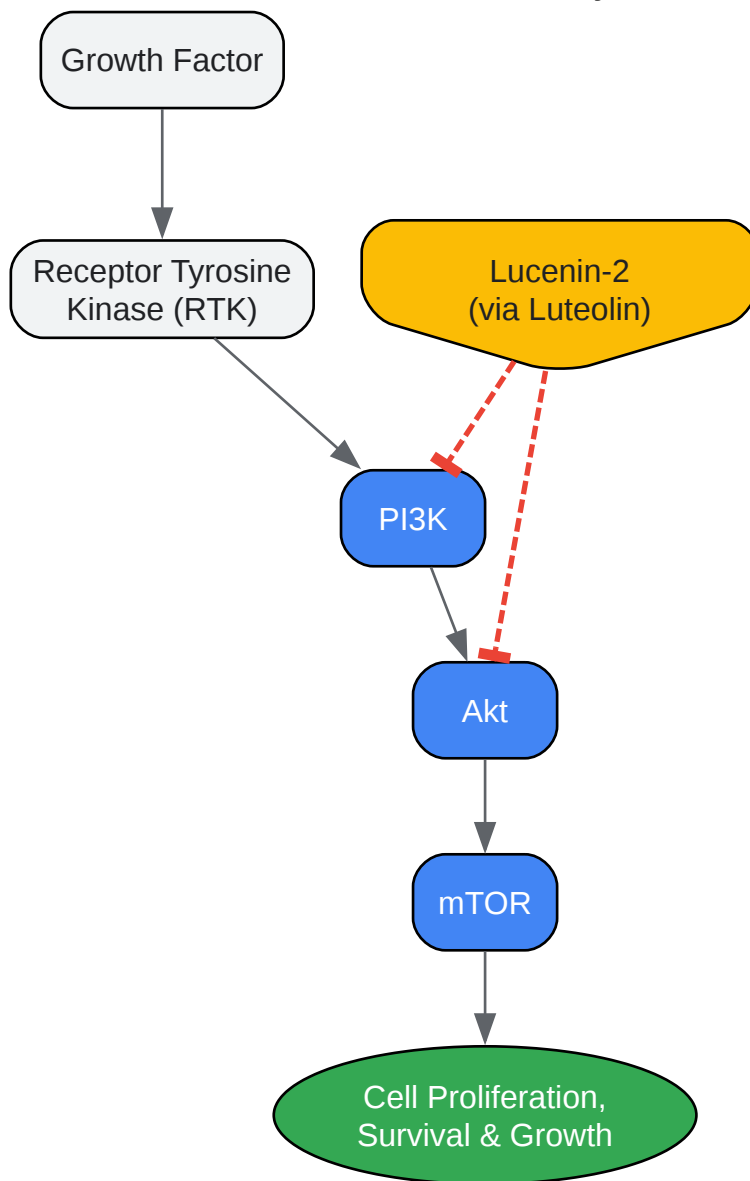 Growth Factor
Receptor Tyrosine
Kinase (RTK)
Lucenin-2
(via Luteolin)
PI3K
Akt
mTOR
Cell Proliferation,
Survival & Growth